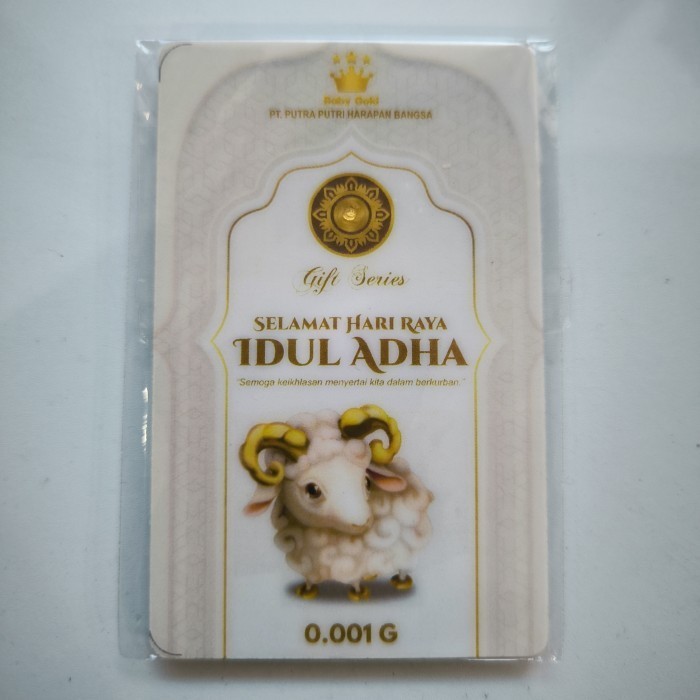 Baby Gold
PT. PUTRA PUTRI HARAPAN BANGSA
Gift Series
SELAMAT HARI RAYA
IDUL ADHA
"Semoga keikhlasan menyertai kita dalam berkurban."
0.001 G